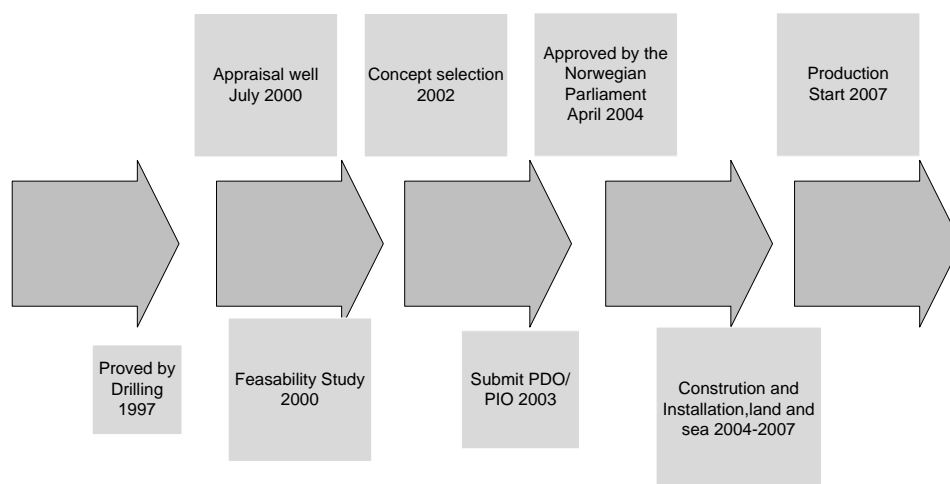 Appraisal well
July 2000
Concept selection
2002
Approved by the
Norwegian
Parliament
April 2004
Production
Start 2007
Proved by
Drilling
1997
Feasability Study
2000
Submit PDO/
PIO 2003
Constrution and
Installation,land and
sea 2004-2007